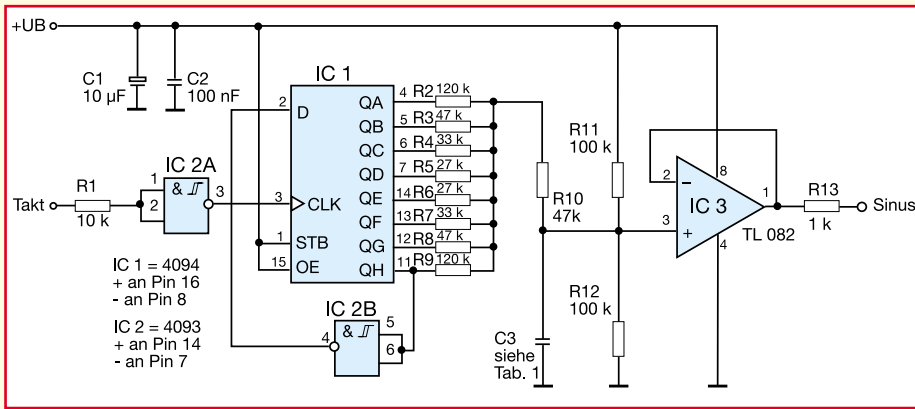 +UB
C1
10 µF
C2
100 nF
IC 1
2
D
QA
4
R2
120 k
QB
5
R3
47 k
QC
6
R4
33 k
QD
7
R5
27 k
QE
14
R6
27 k
QF
13
R7
33 k
QG
12
R8
47 k
QH
11
R9
120 k
3
CLK
1
STB
15
OE
Takt
R1
10 k
IC 2A
1
2
&
3
IC 1 = 4094
+ an Pin 16
- an Pin 8
IC 2 = 4093
+ an Pin 14
- an Pin 7
IC 2B
4
&
5
6
R10
47k
C3
siehe
Tab. 1
R11
100 k
R12
100 k
2
−
3
+
IC 3
8
1
4
TL 082
R13
1 k
Sinus